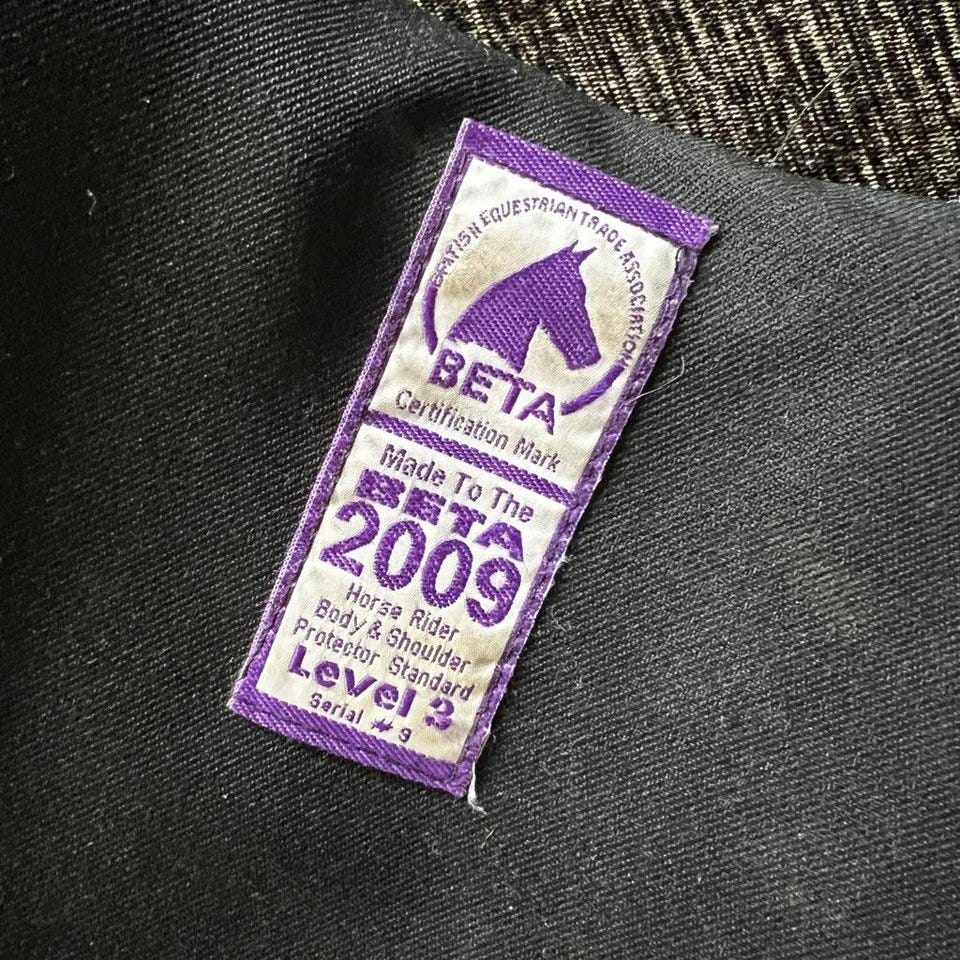 BRITISH EQUESTRIAN TRADE ASSOCIATION
BETA
Certification Mark
Made To The
BETA
2009
Horse Rider
Body & Shoulder
Protector Standard
Level 3
Serial # 9